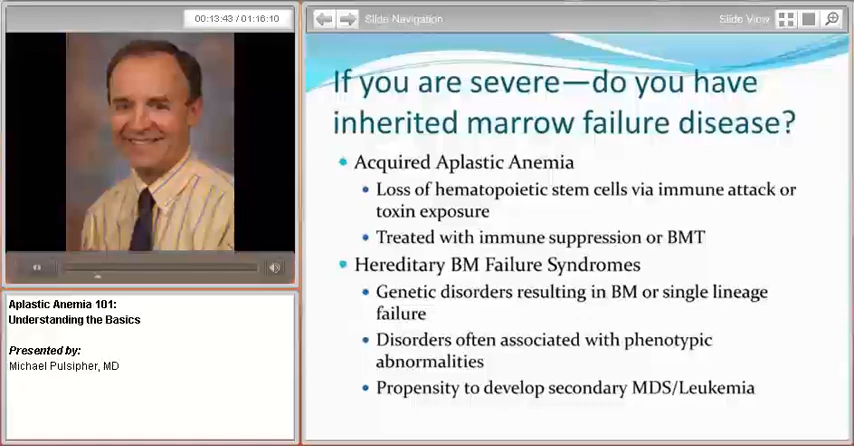 00:13:43 / 01:16:10
Slide Navigation
Slide View
Aplastic Anemia 101:
Understanding the Basics
Presented by:
Michael Pulsipher, MD
If you are severe—do you have
inherited marrow failure disease?
Acquired Aplastic Anemia
Loss of hematopoietic stem cells via immune attack or
toxin exposure
Treated with immune suppression or BMT
Hereditary BM Failure Syndromes
Genetic disorders resulting in BM or single lineage
failure
Disorders often associated with phenotypic
abnormalities
Propensity to develop secondary MDS/Leukemia